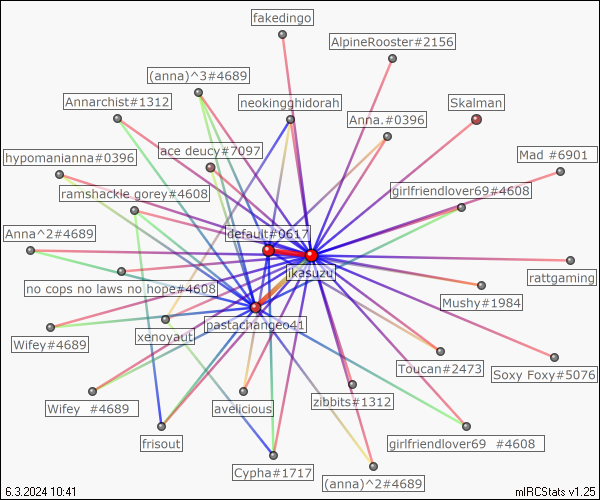 fakedingo
AlpineRooster#2156
(anna)^3#4689
Annarchist#1312
neokingghidorah
Skalman
Anna.#0396
ace deucy#7097
hypomanianna#0396
Mad #6901
ramshackle gorey#4608
girlfriendlover69#4608
Anna^2#4689
default#0617
jkasuzu
no cops no laws no hope#4608
rattgaming
Mushy#1984
pastachangeo41
xenoyauti
Wifey#4689
Toucan#2473
Soxy Foxy#5076
Wifey  #4689
avelicious
zibbits#1312
frisout
girlfriendlover69  #4608
Cypha#1717
(anna)^2#4689
6.3.2024 10:41
mIRCStats v1.25